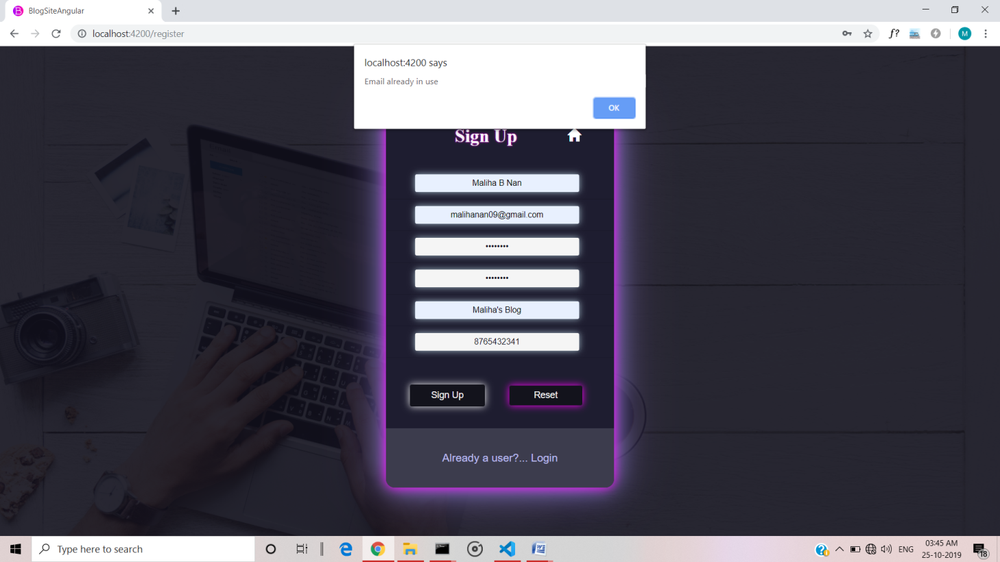 BlogSiteAngular
localhost:4200/register
f?
M
localhost:4200 says
Email already in use
OK
Sign Up
Maliha B Nan
malihanan09@gmail.com
••••••••
••••••••
Maliha's Blog
8765432341
Sign Up
Reset
Already a user?... Login
Type here to search
ENG
03:45 AM
25-10-2019
18